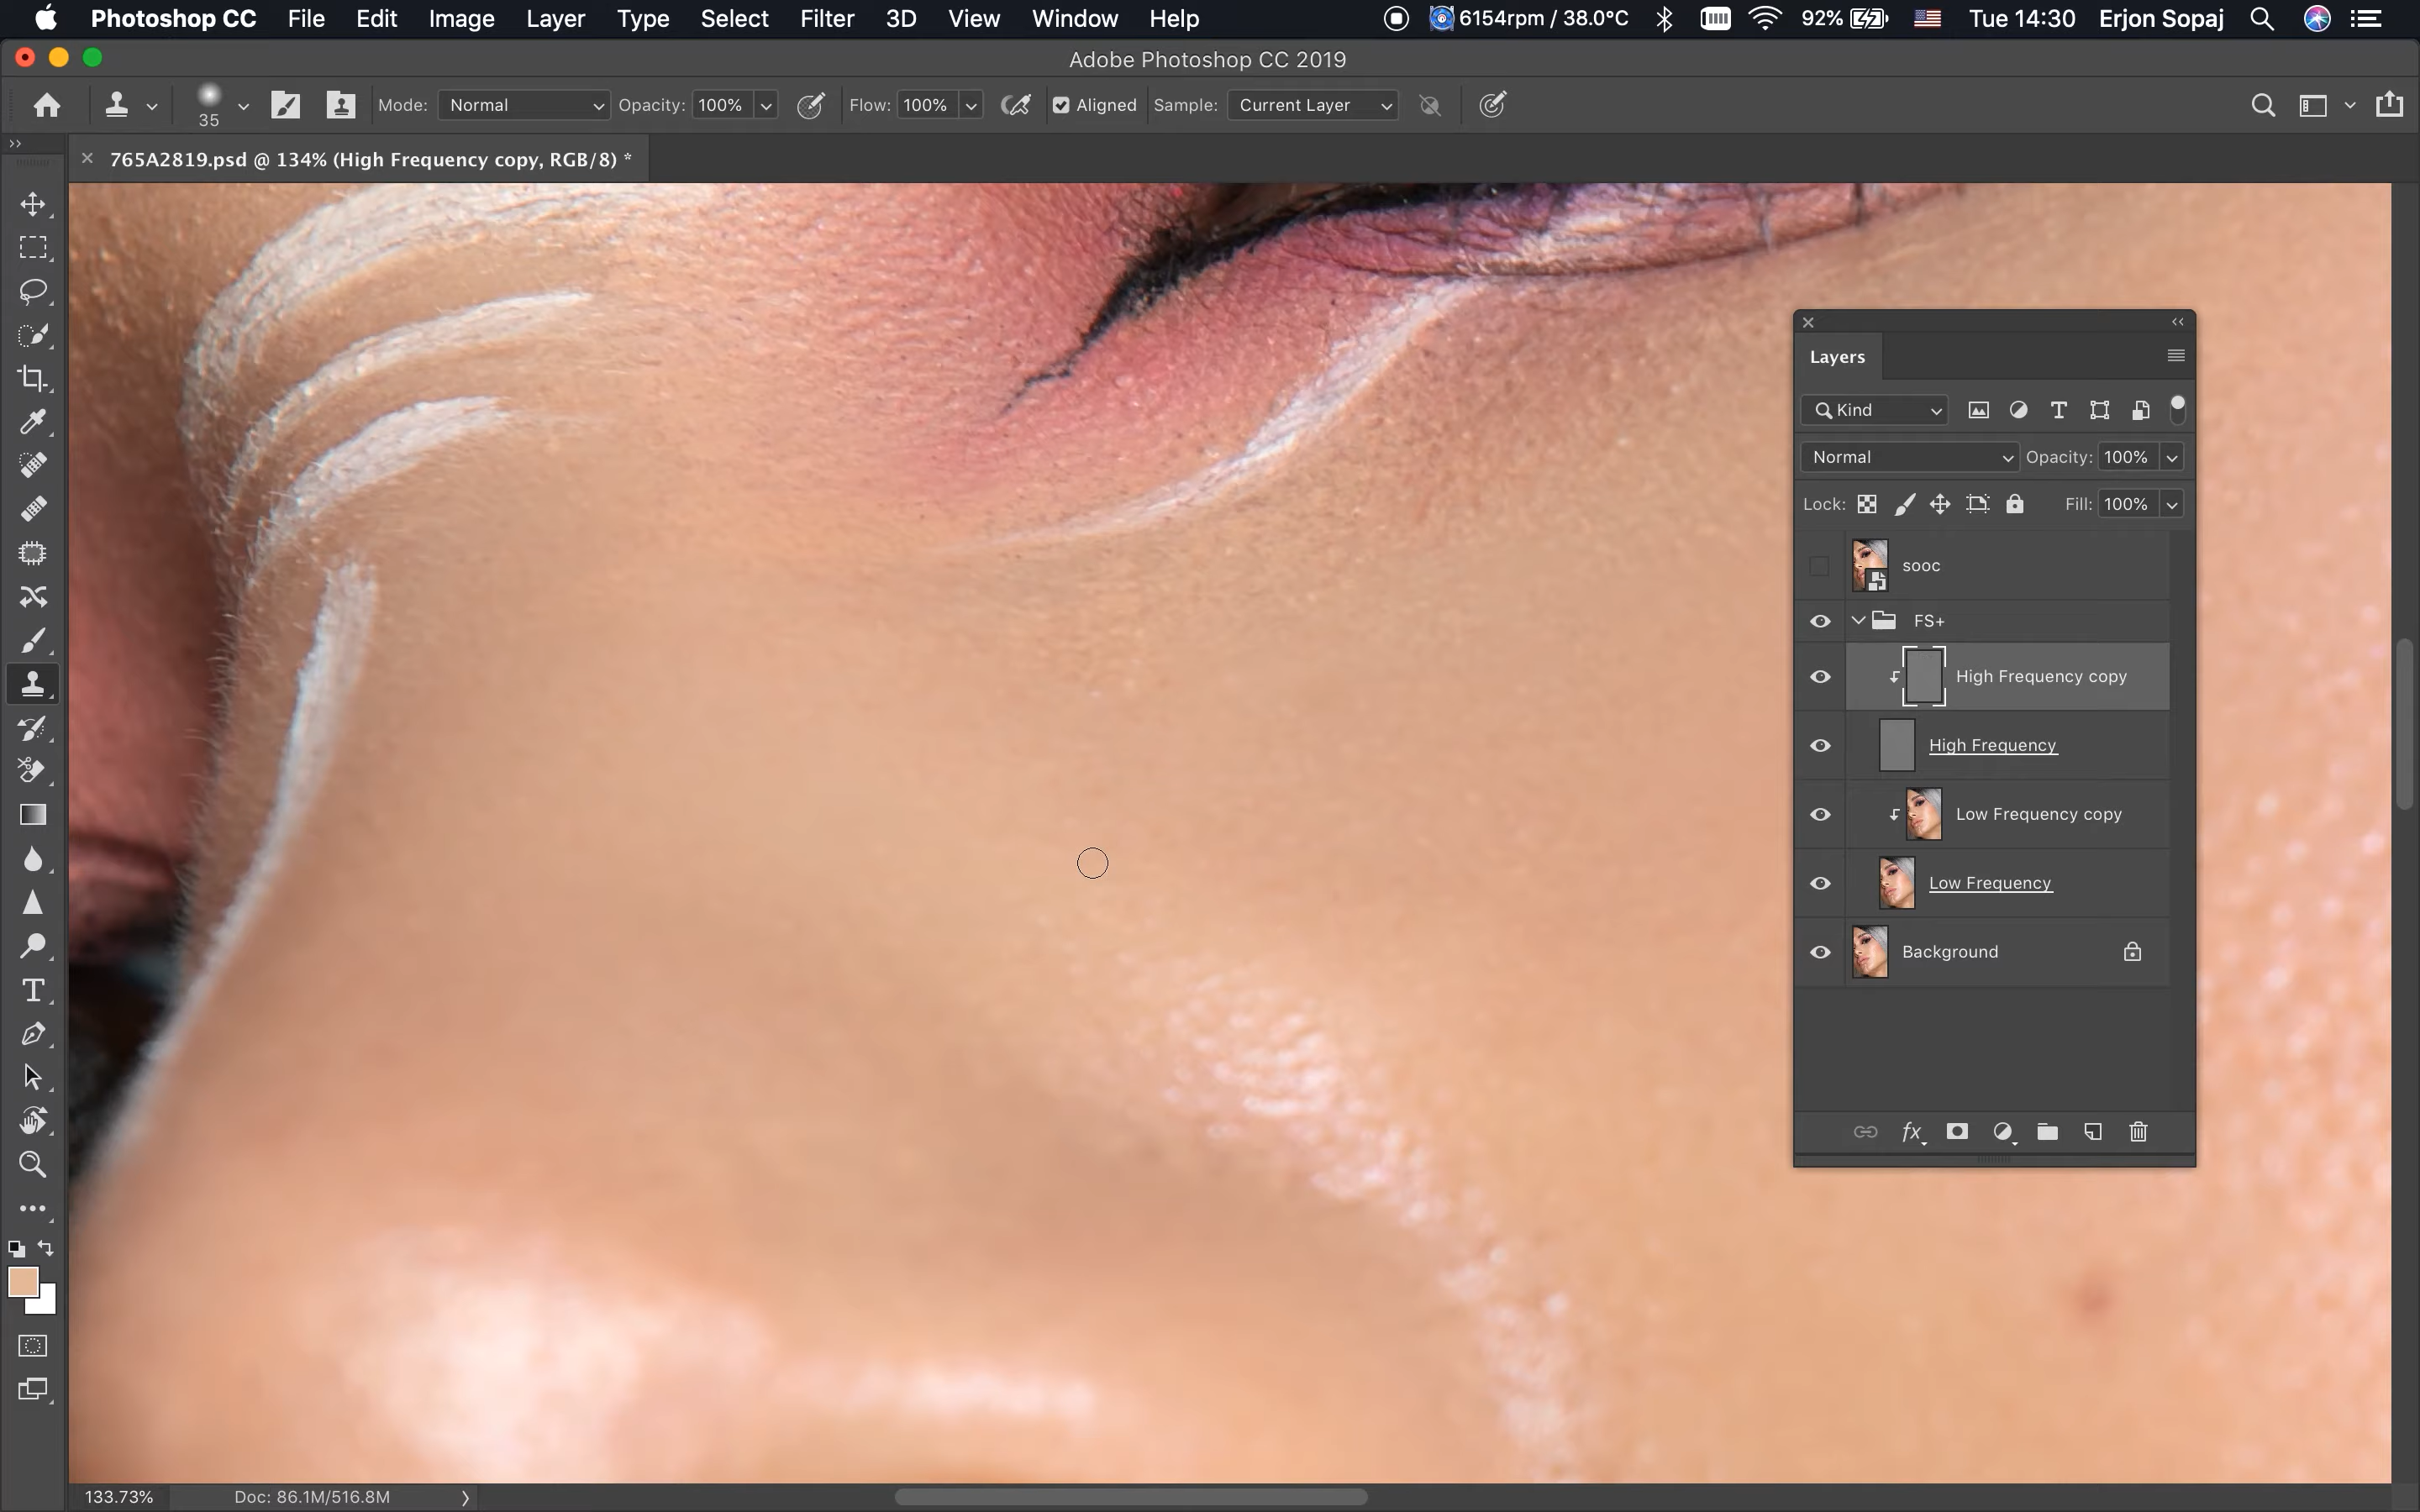 Photoshop CC File Edit Image Layer Type Select Filter 3D View Window Help 6154rpm / 38.0°C 92% Tue 14:30 Erjon Sopaj
Adobe Photoshop CC 2019
35 Mode: Normal Opacity: 100% Flow: 100% Aligned Sample: Current Layer
765A2819.psd @ 134% (High Frequency copy, RGB/8) *
Layers
Kind
Normal Opacity: 100%
Lock: Fill: 100%
sooc
FS+
High Frequency copy
High Frequency
Low Frequency copy
Low Frequency
Background
fx
133.73% Doc: 86.1M/516.8M